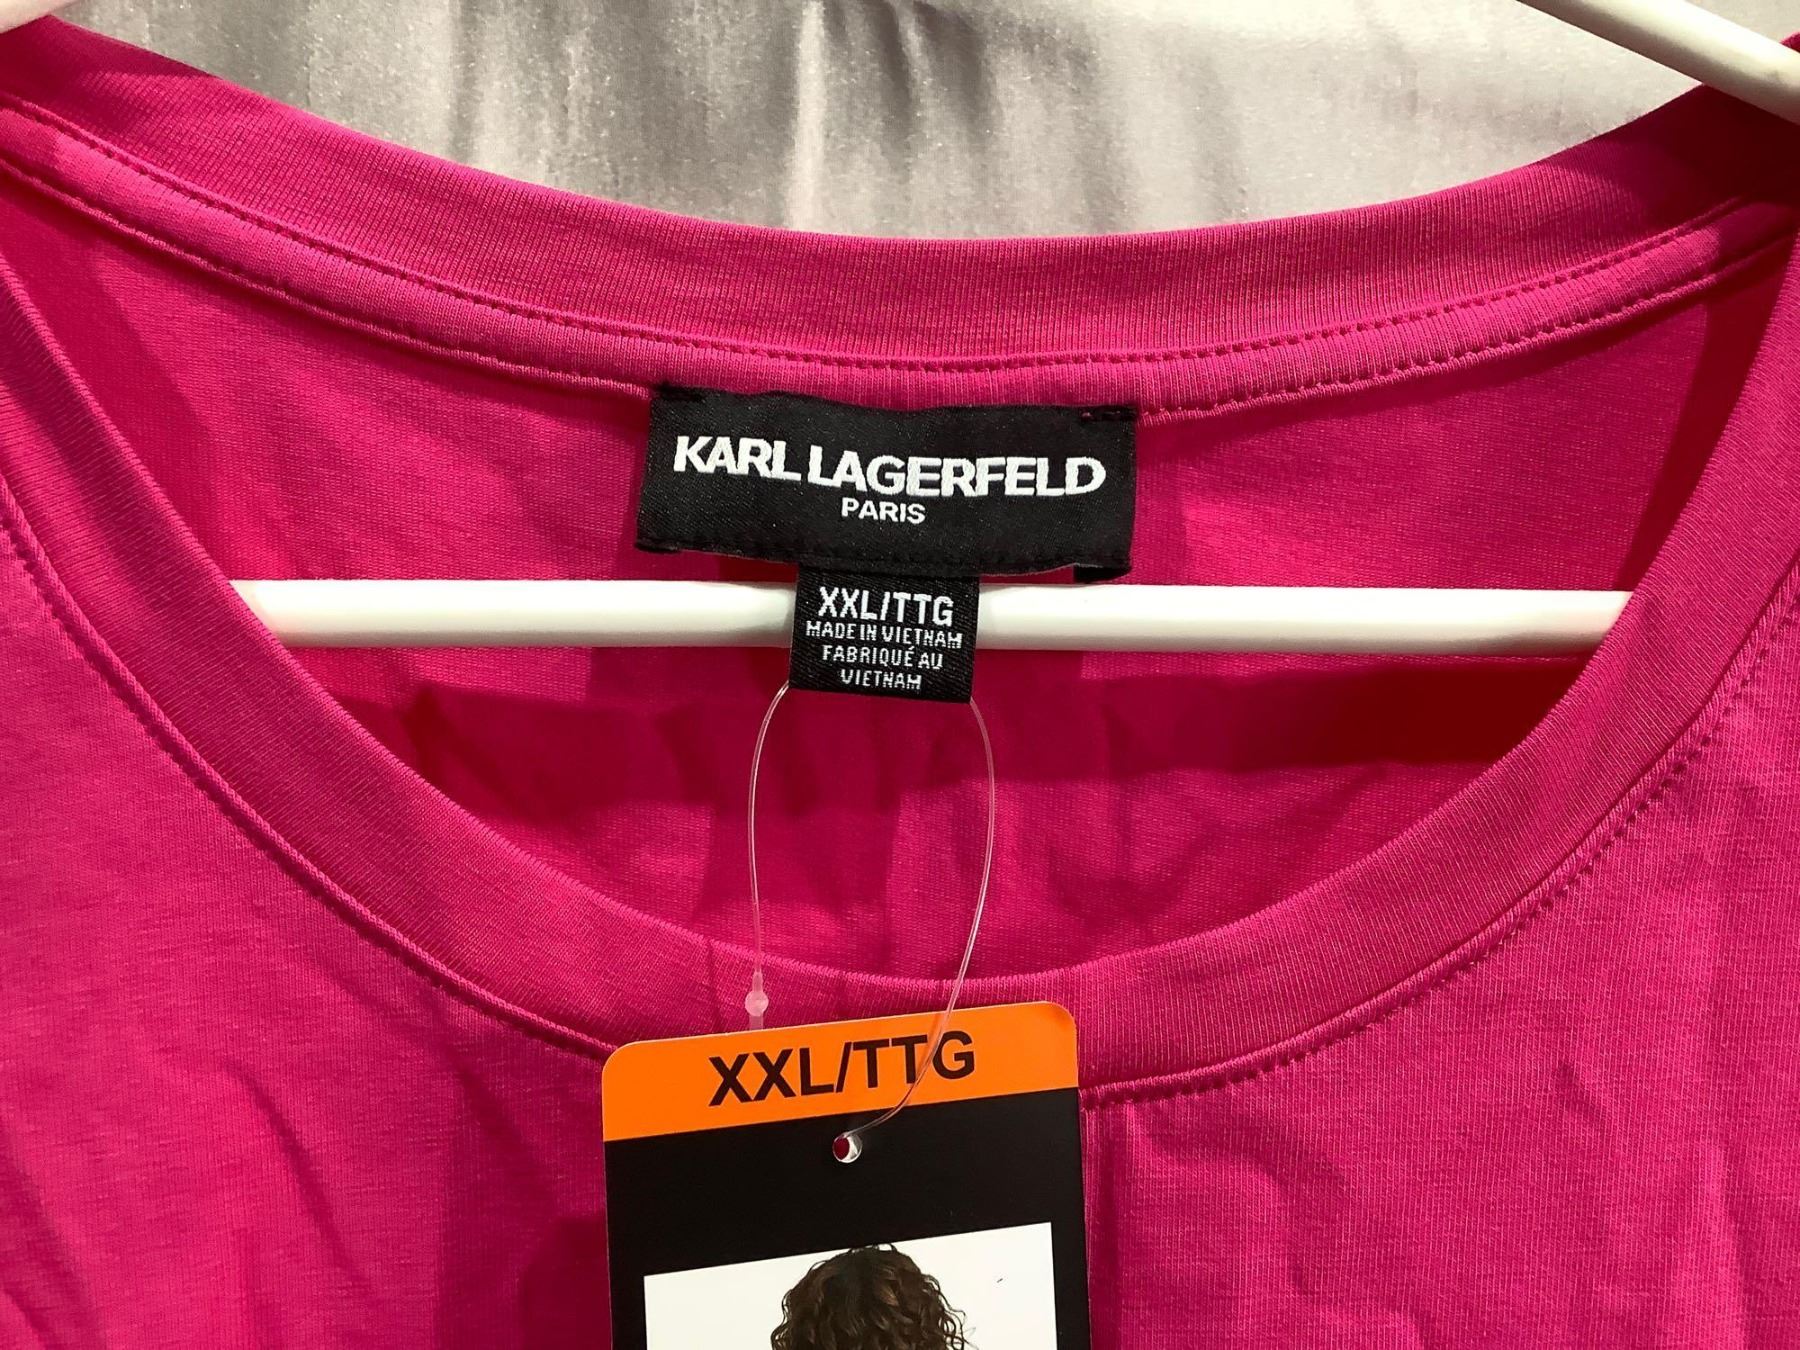 KARL LAGERFELD
PARIS
XXL/TTG
MADE IN VIETNAM
FABRIQUÉ AU
VIETNAM
XXL/TTG